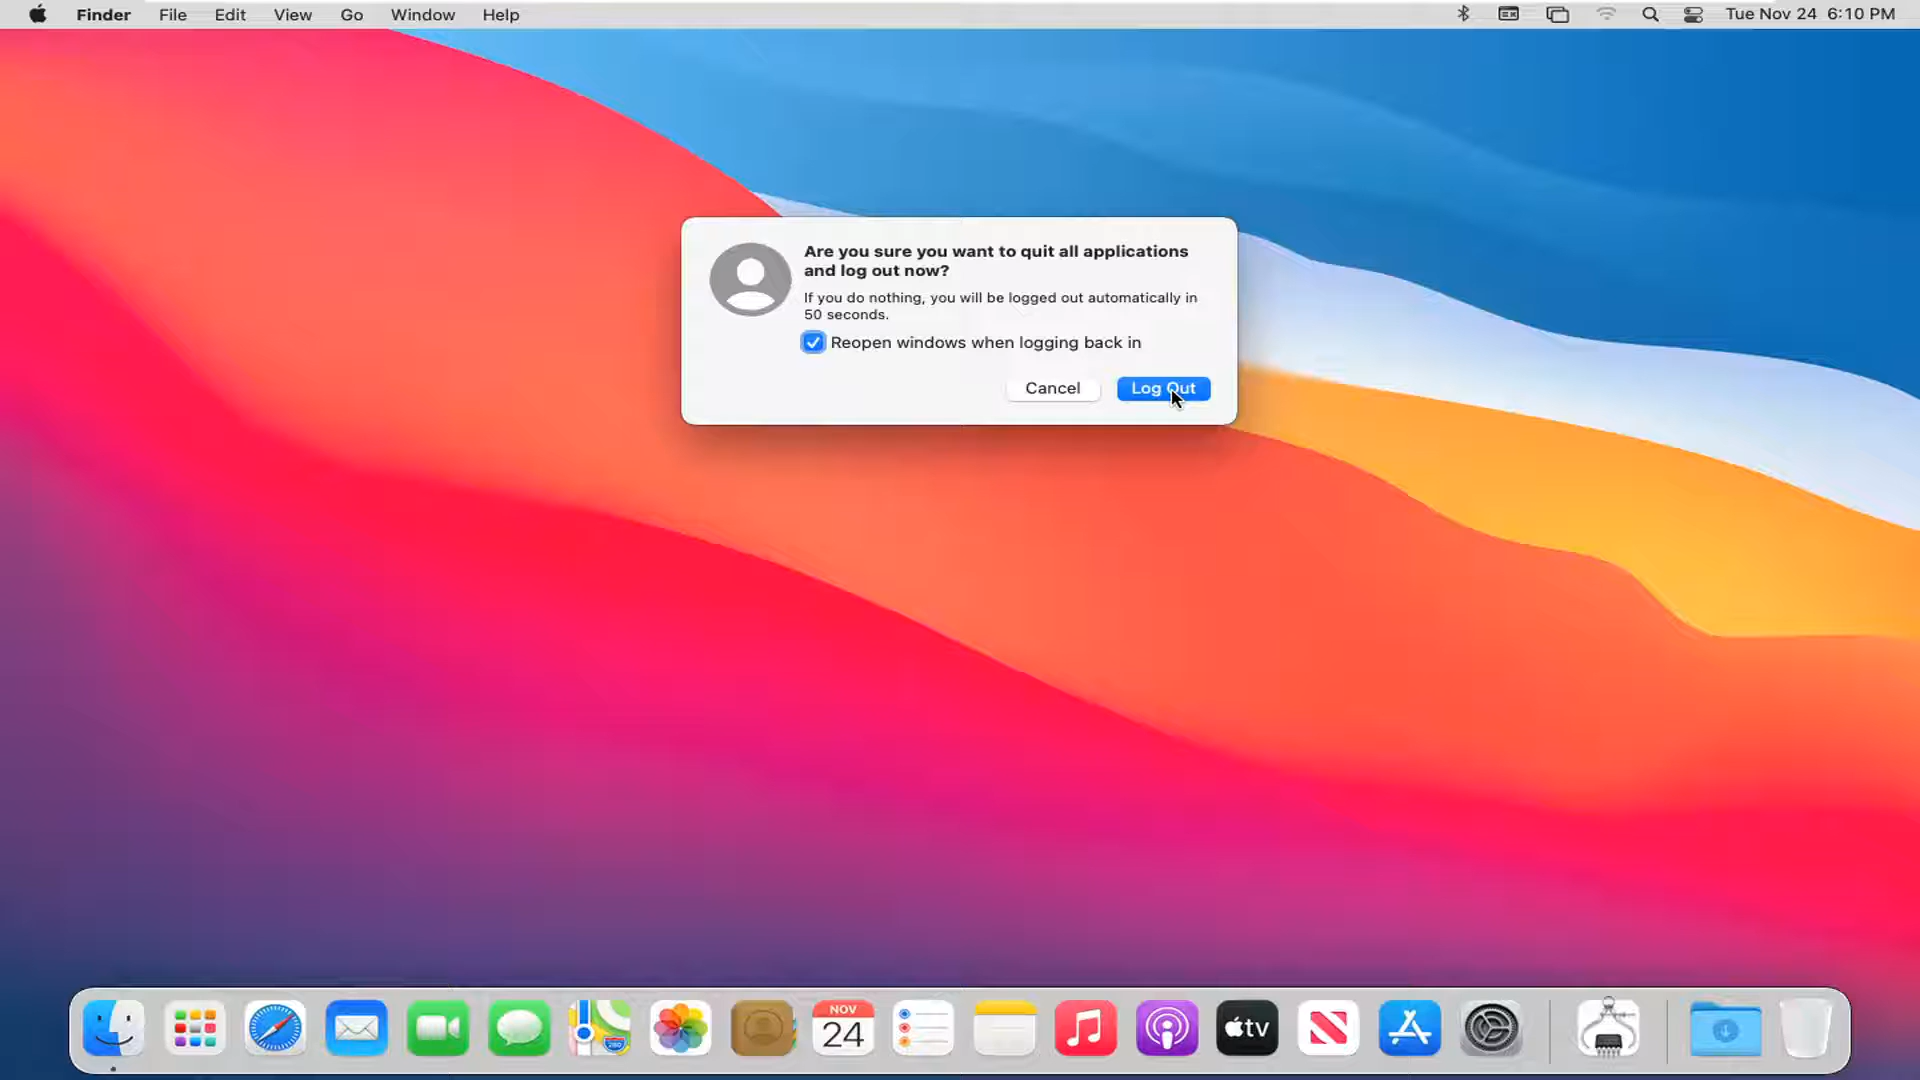 Finder File Edit View Go Window Help Tue Nov 24 6:10 PM
Are you sure you want to quit all applications
and log out now?
If you do nothing, you will be logged out automatically in
50 seconds.
Reopen windows when logging back in
Cancel Log Out
NOV
24
280
tv